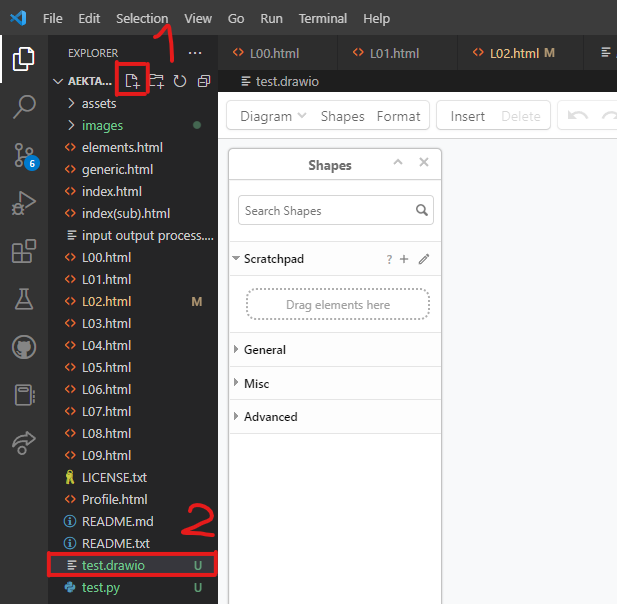 File Edit Selection View Go Run Terminal Help
1
EXPLORER ...
L00.html L01.html L02.html M
AEKTA...
test.drawio
assets
Diagram Shapes Format Insert Delete
images
elements.html
generic.html
index.html
index(sub).html
input output process....
L00.html
L01.html
L02.html M
L03.html
L04.html
L05.html
L06.html
L07.html
L08.html
L09.html
LICENSE.txt
Profile.html
README.md
README.txt
2
test.drawio U
test.py U
6
Shapes
Search Shapes
Scratchpad ?
Drag elements here
General
Misc
Advanced